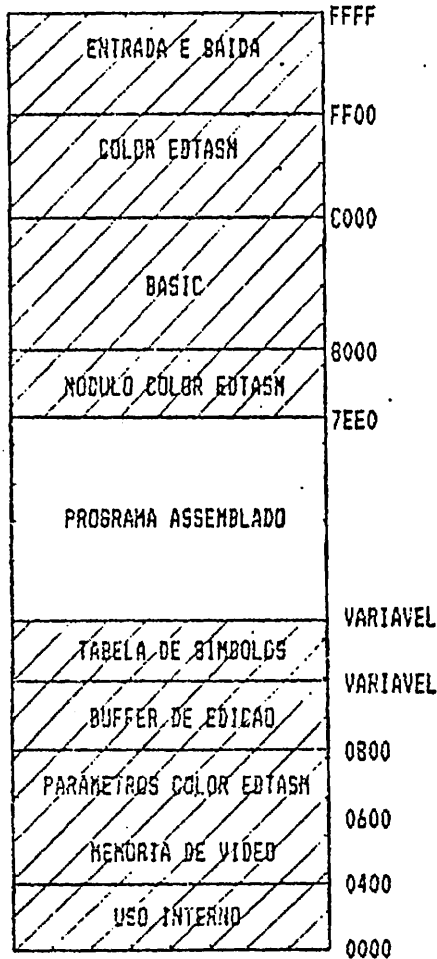 FFFF
ENTRADA E SAIDA
FF00
COLOR EDTASM
C000
BASIC
8000
MODULO COLOR EDTASM
7EE0
PROGRAMA ASSEMBLADO
VARIAVEL
TABELA DE SIMBOLOS
VARIAVEL
BUFFER DE EDICAO
0800
PARAMETROS COLOR EDTASM
0600
MEMORIA DE VIDEO
0400
USO INTERNO
0000